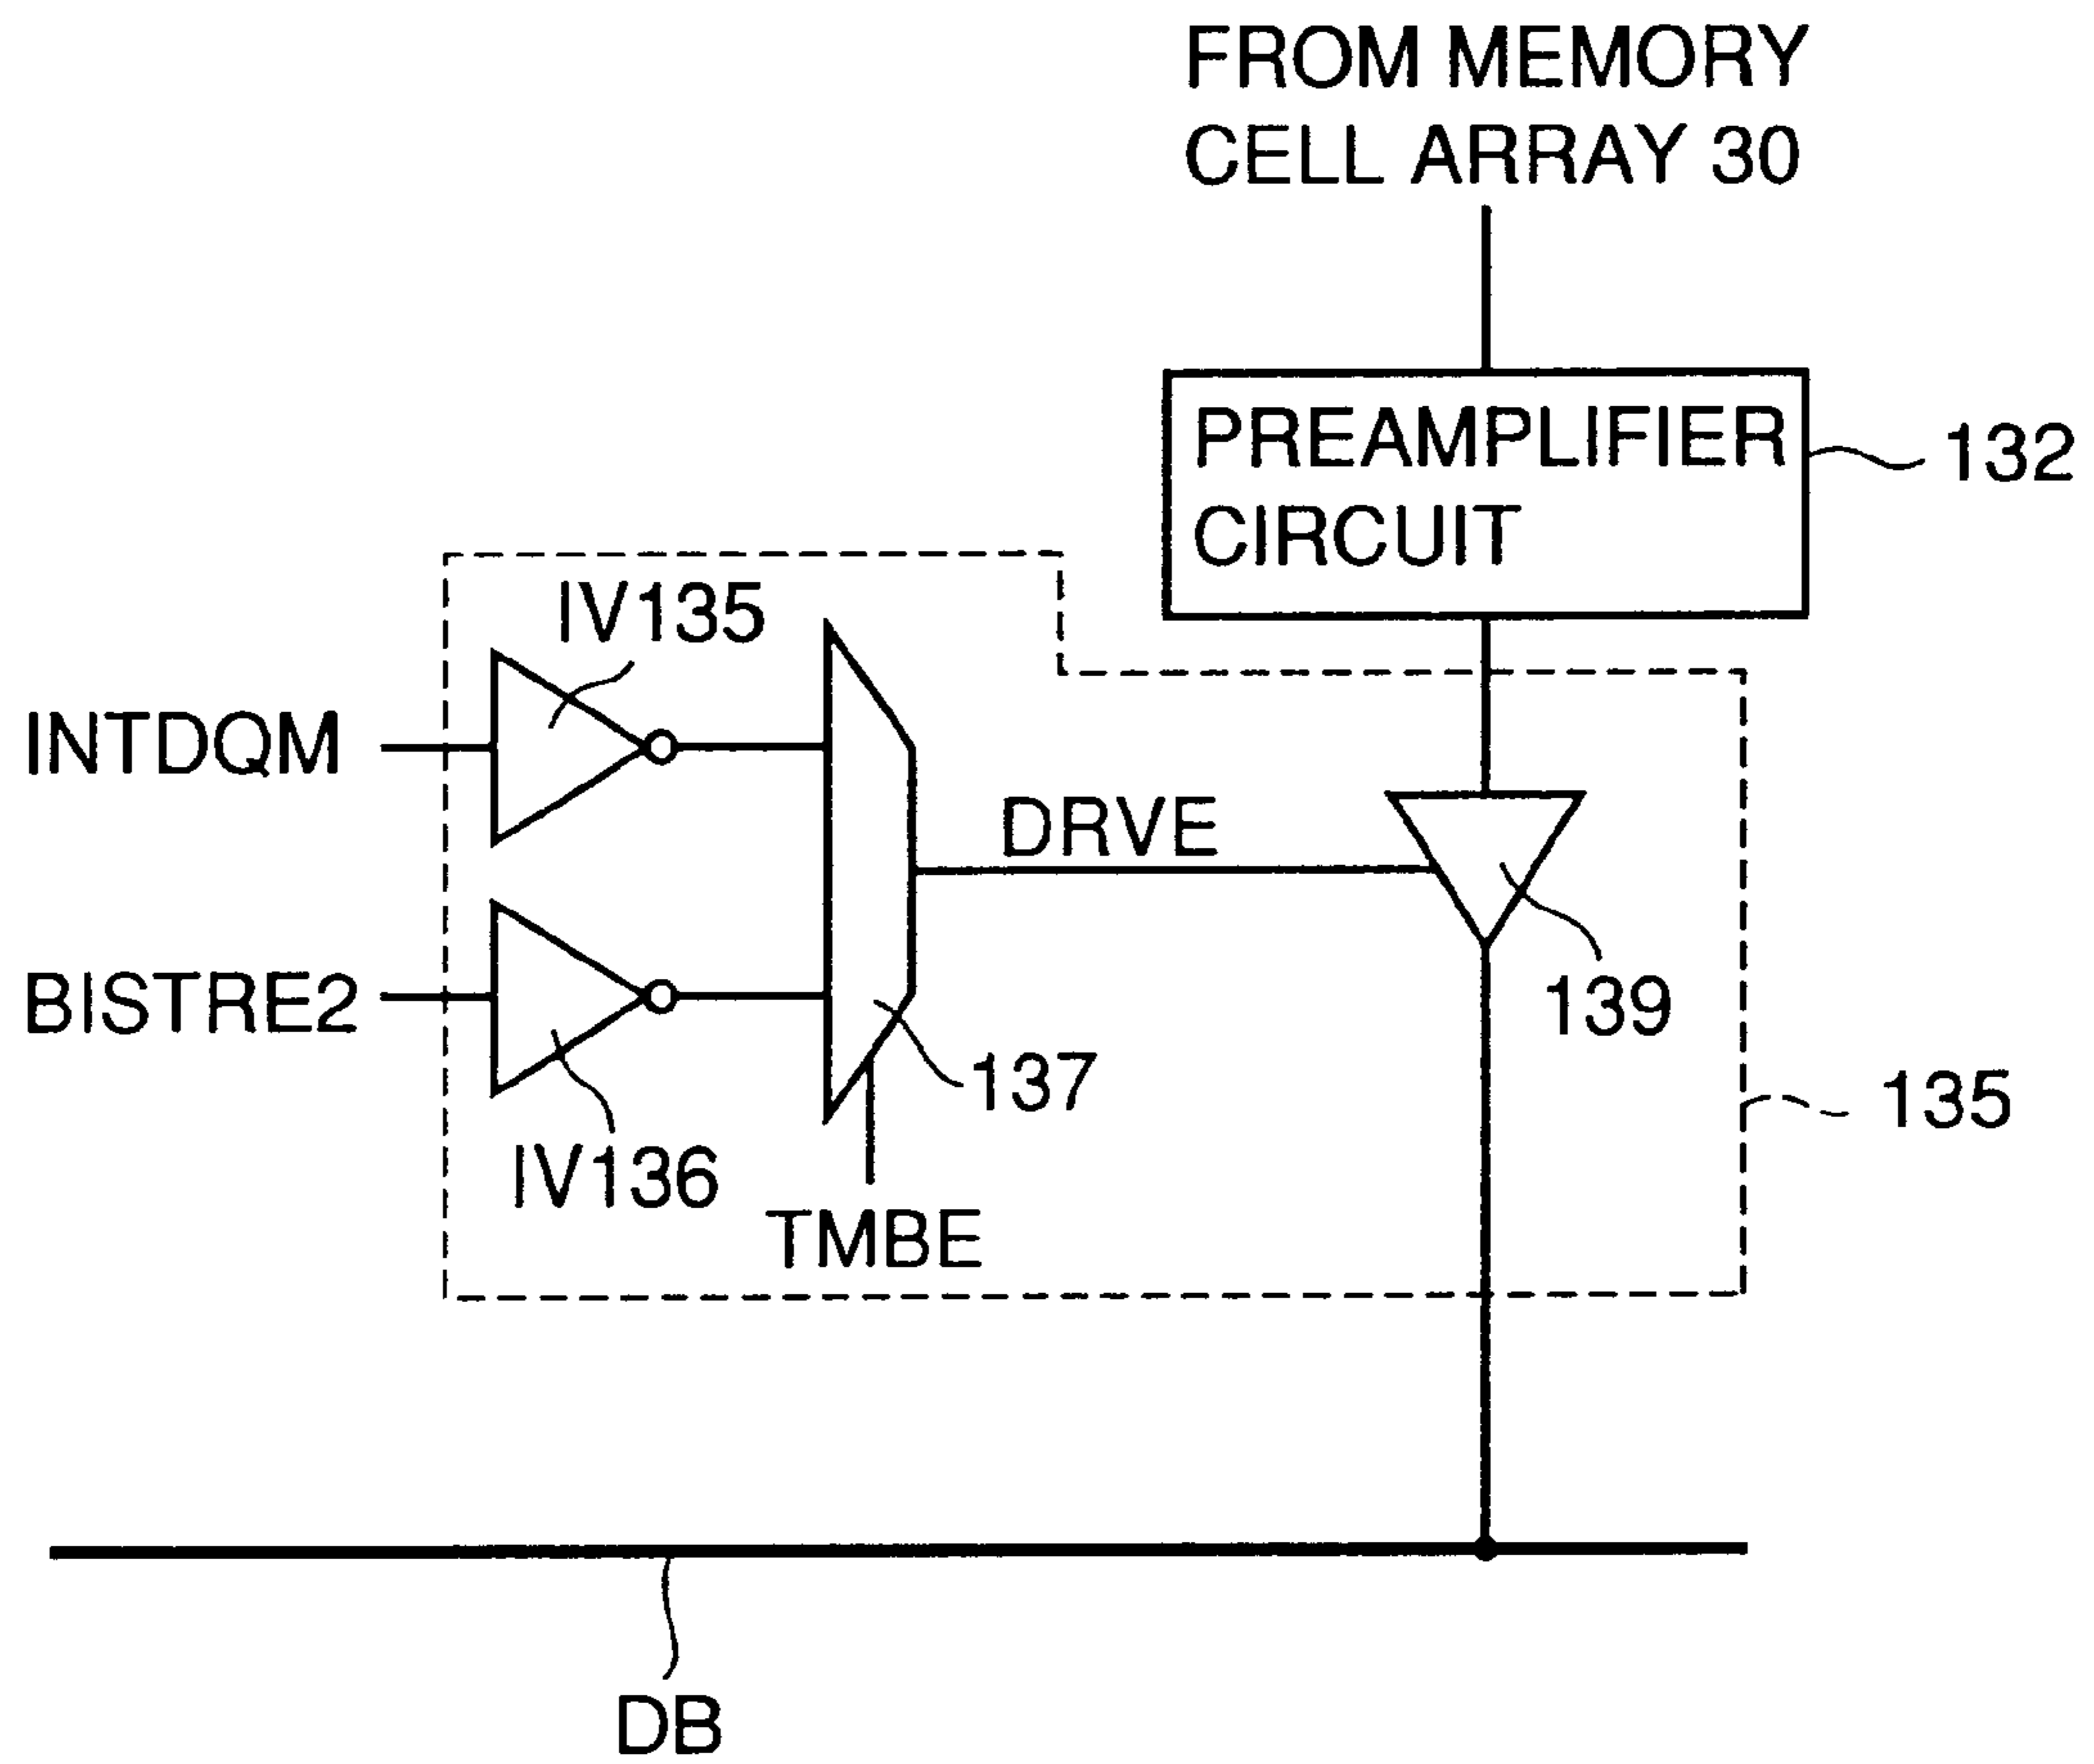 FROM MEMORY
CELL ARRAY 30
PREAMPLIFIER
CIRCUIT
132
IV135
INTDQM
DRVE
BISTRE2
139
137
135
IV136
TMBE
DB